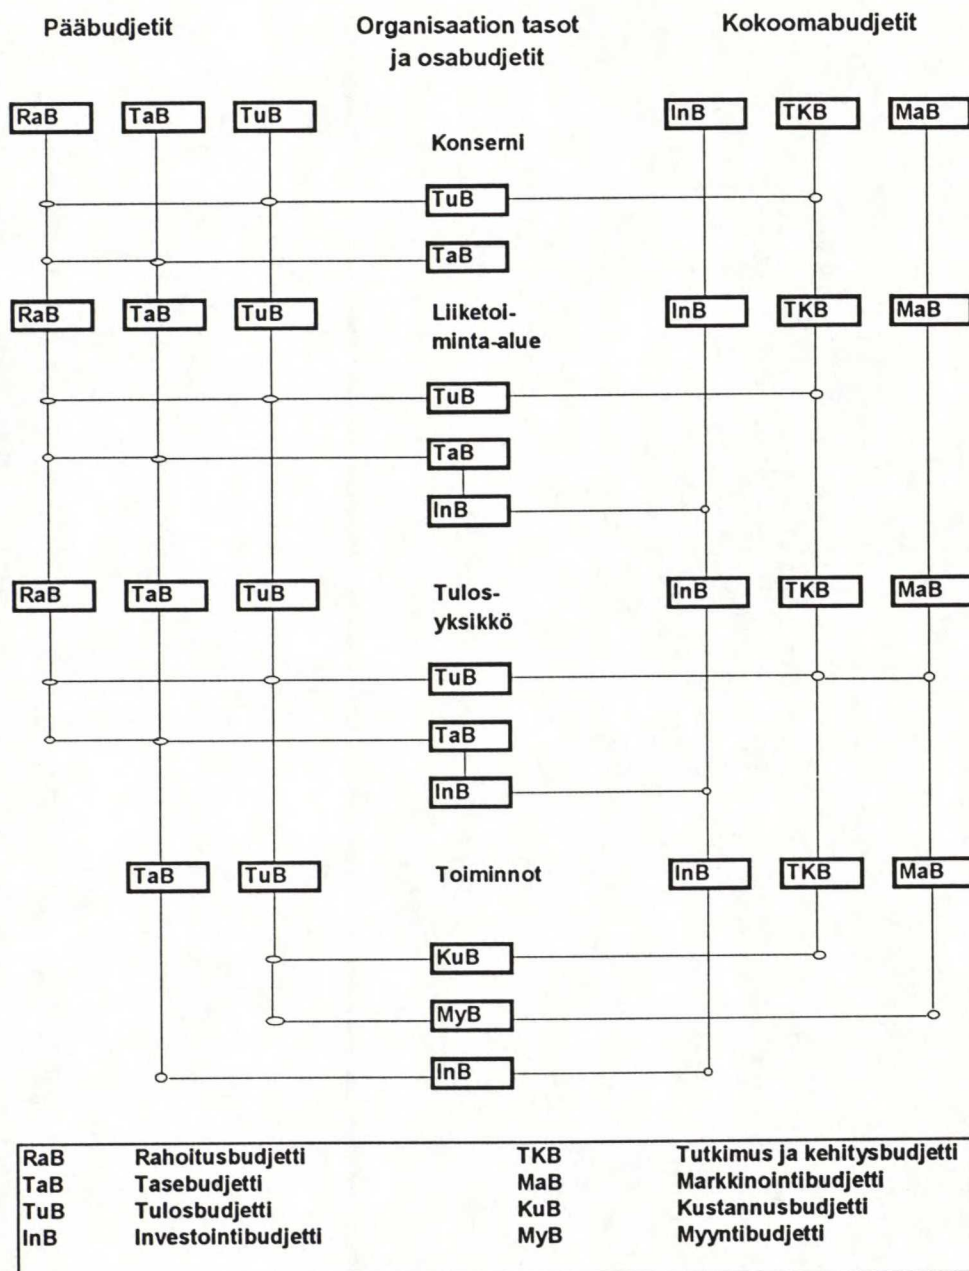 Pääbudjetit Organisaation tasot Kokoomabudjetit
ja osabudjetit
RaB TaB TuB InB TKB MaB
Konserni
TuB
TaB
RaB TaB TuB Liiketoi- InB TKB MaB
minta-alue
TuB
TaB
InB
RaB TaB TuB Tulos- InB TKB MaB
yksikkö
TuB
TaB
InB
TaB TuB Toiminnot InB TKB MaB
KuB
MyB
InB
RaB Rahoitusbudjetti TKB Tutkimus ja kehitysbudjetti
TaB Tasebudjetti MaB Markkinointibudjetti
TuB Tulosbudjetti KuB Kustannusbudjetti
InB Investointibudjetti MyB Myyntibudjetti